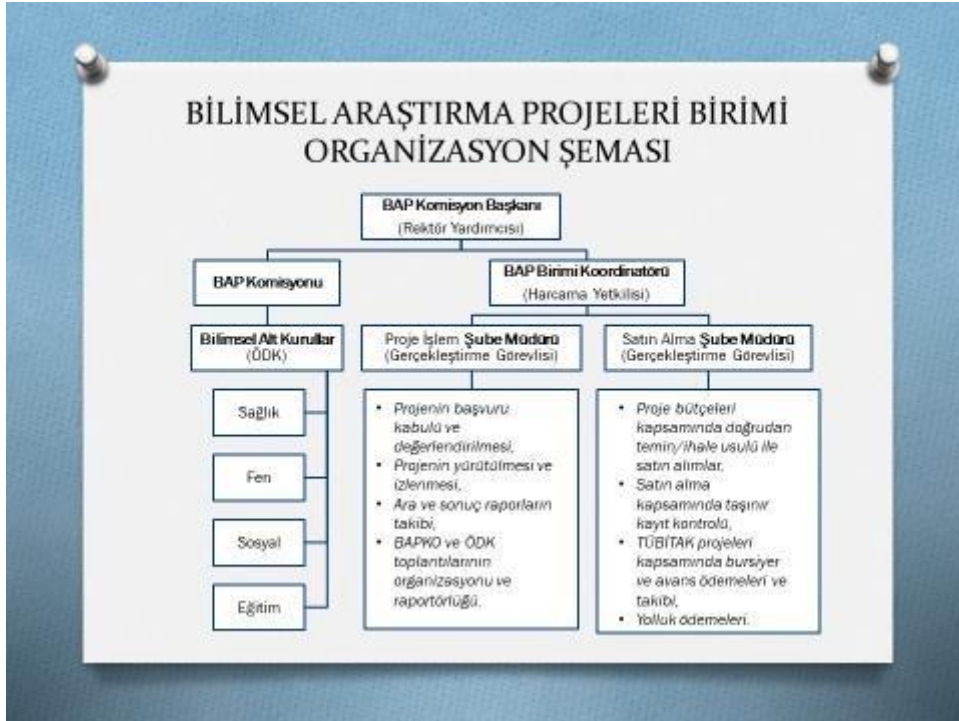 BİLİMSEL ARAŞTIRMA PROJELERİ BİRİMİ
ORGANİZASYON ŞEMASI
BAP Komisyon Başkanı
(Rektör Yardımcısı)
BAP Komisyonu
BAP Birimi Koordinatörü
(Harcama Yetkilisi)
Bilimsel Alt Kurullar
(ÖDK)
Sağlık
Fen
Sosyal
Eğitim
Proje İşlem Şube Müdürü
(Gerçekleştirme Görevlisi)
• Projenin başvuru
kabulü ve
değerlendirilmesi,
• Projenin yürütülmesi ve
izlenmesi,
• Ara ve sonuç raporların
takibi,
• BAPKO ve ÖDK
toplantılarının
organizasyonu ve
raportörlüğü.
Satın Alma Şube Müdürü
(Gerçekleştirme Görevlisi)
• Proje bütçeleri
kapsamında doğrudan
temin/ihale usulü ile
satın alımlar,
• Satın alma
kapsamında taşınır
kayıt kontrolü,
• TÜBİTAK projeleri
kapsamında bursiyer
ve avans ödemeleri ve
takibi,
• Yolluk ödemeleri.